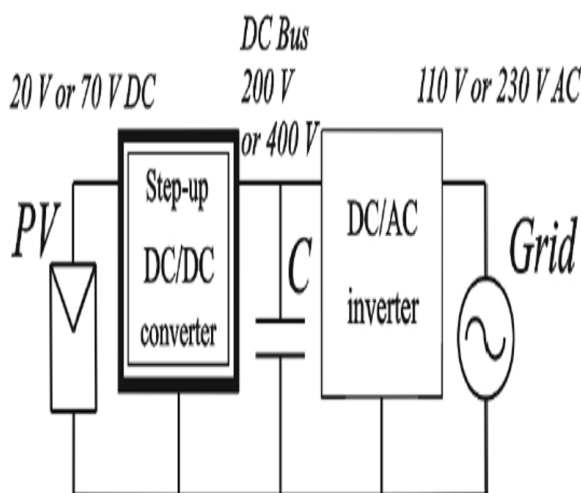 DC Bus
200 V
or 400 V
20 V or 70 V DC
110 V or 230 V AC
PV
Step-up
DC/DC
converter
C
DC/AC
inverter
Grid